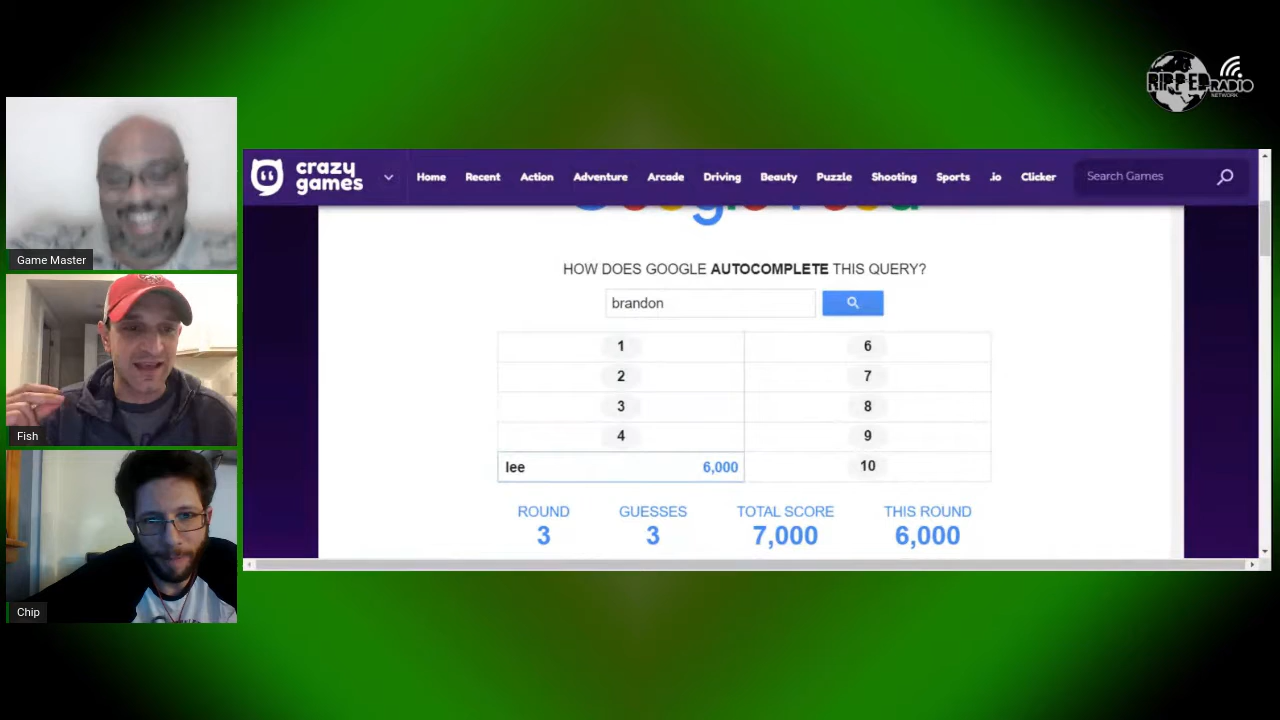 RIPPED RADIO
NETWORK
Game Master
Fish
Chip
crazy games
Home Recent Action Adventure Arcade Driving Beauty Puzzle Shooting Sports .io Clicker Search Games
HOW DOES GOOGLE AUTOCOMPLETE THIS QUERY?
brandon
1 6
2 7
3 8
4 9
lee 6,000 10
ROUND GUESSES TOTAL SCORE THIS ROUND
3 3 7,000 6,000